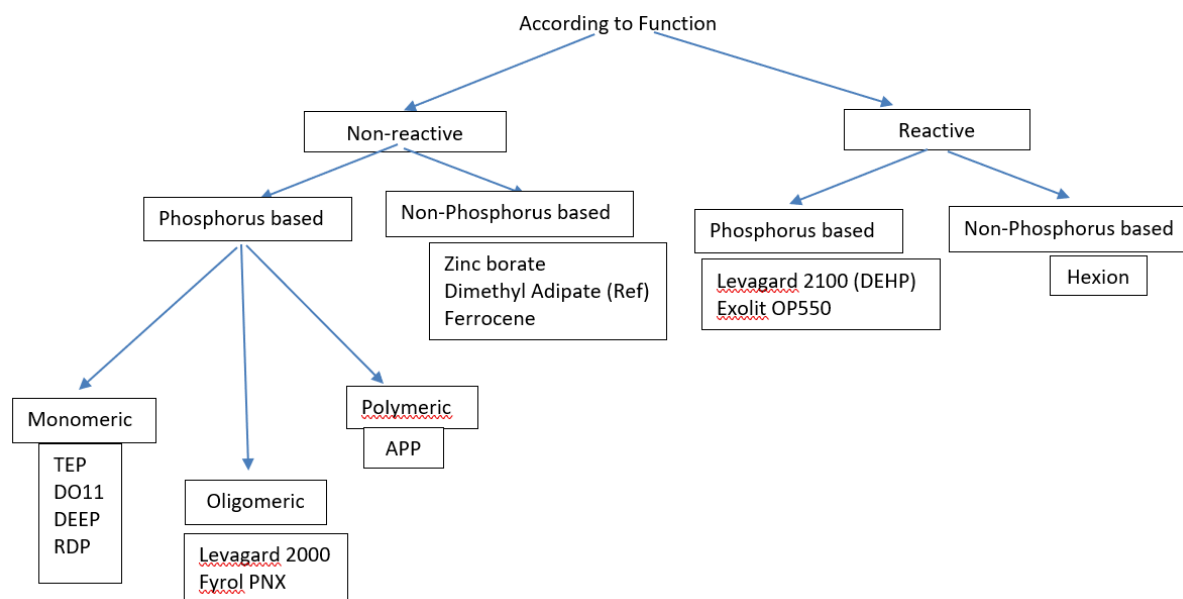 According to Function
Non-reactive
Reactive
Phosphorus based
Non-Phosphorus based
Zinc borate
Dimethyl Adipate (Ref)
Ferrocene
Phosphorus based
Levagard 2100 (DEHP)
Exolit OP550
Non-Phosphorus based
Hexion
Monomeric
TEP
DO11
DEEP
RDP
Oligomeric
Levagard 2000
Fyrol PNX
Polymeric
APP